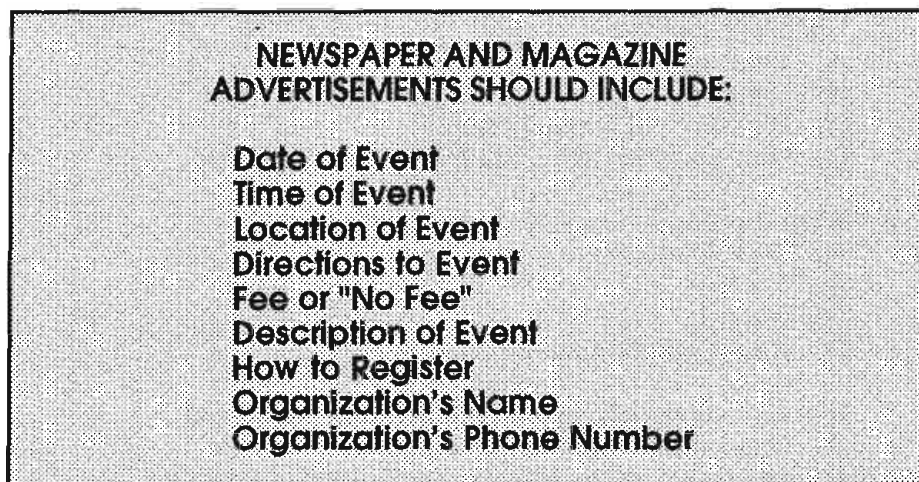 NEWSPAPER AND MAGAZINE
ADVERTISEMENTS SHOULD INCLUDE:
Date of Event
Time of Event
Location of Event
Directions to Event
Fee or "No Fee"
Description of Event
How to Register
Organization's Name
Organization's Phone Number